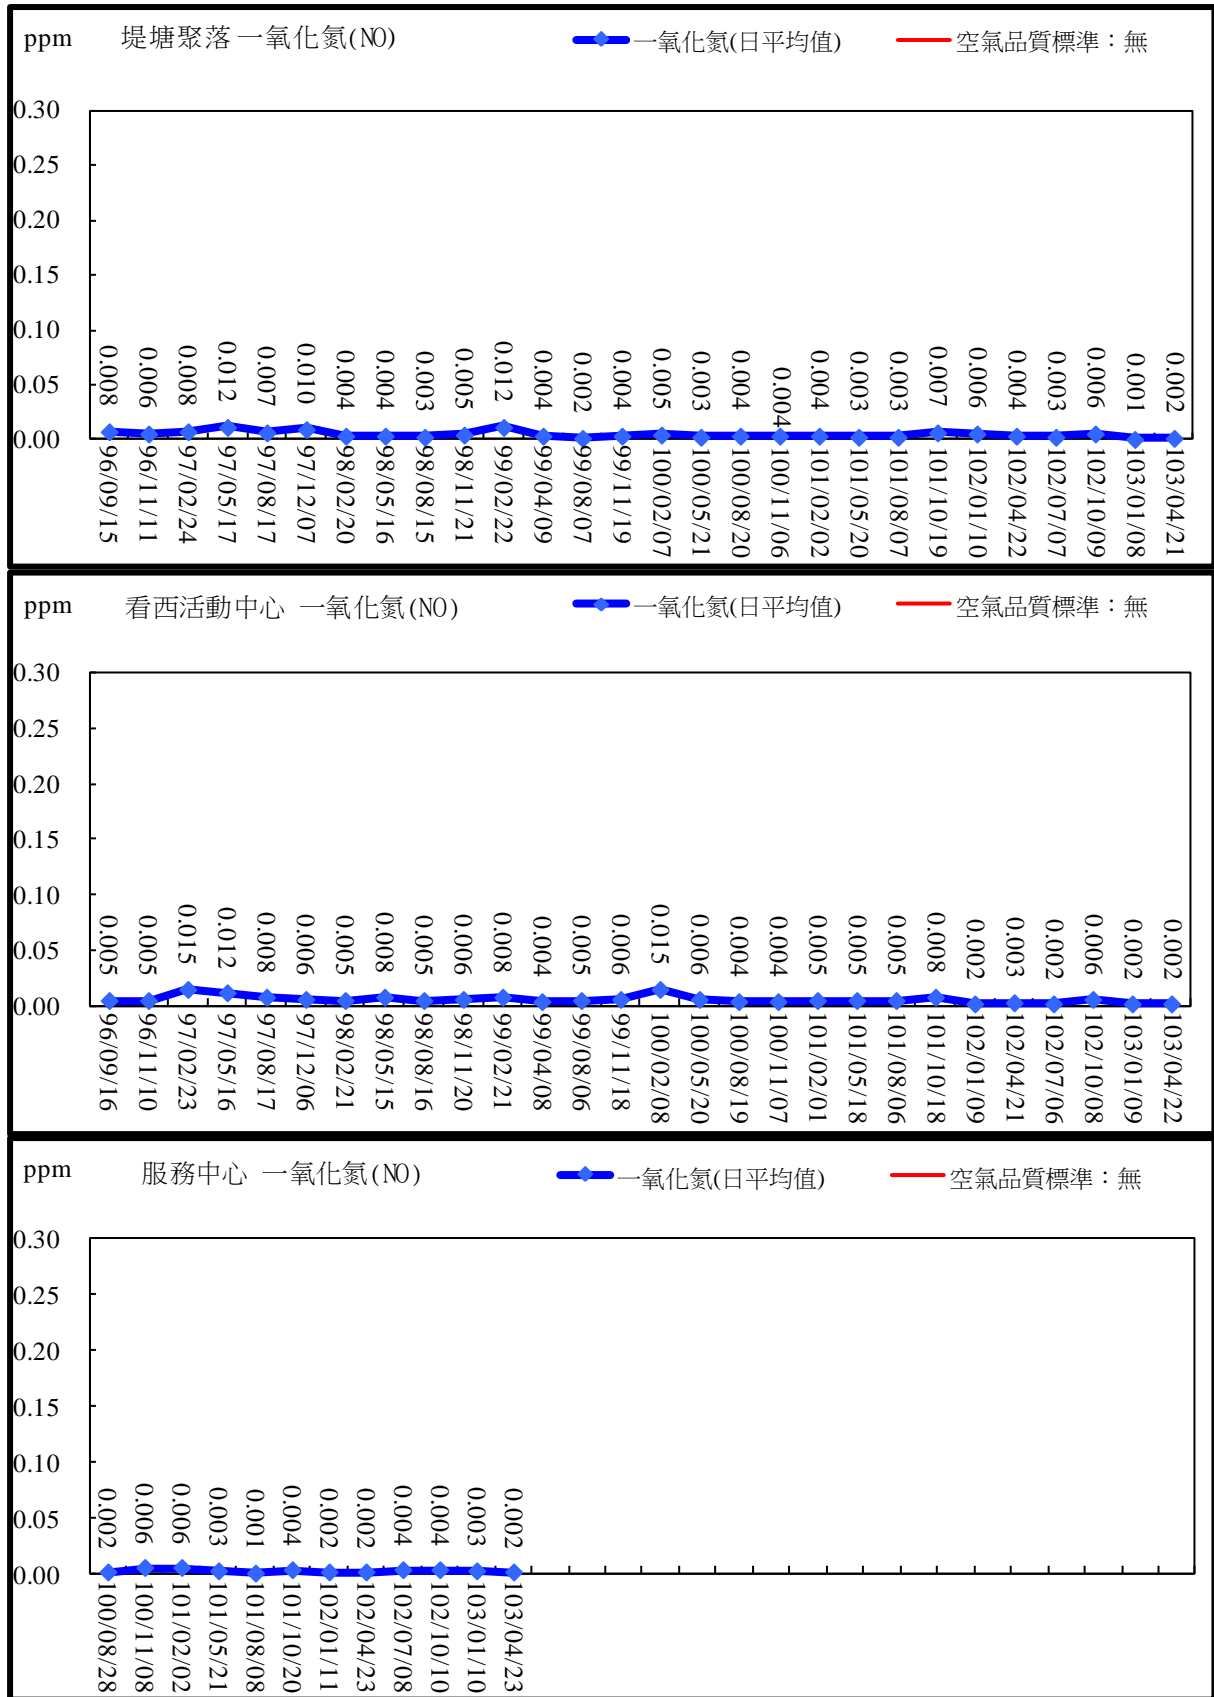 ppm 堤塘聚落 一氧化氮(NO) 一氧化氮(日平均值) 空氣品質標準：無
0.30
0.25
0.20
0.15
0.10
0.05
0.00
0.008 0.006 0.008 0.012 0.007 0.010 0.004 0.004 0.003 0.005 0.012 0.004 0.002 0.004 0.005 0.003 0.004 0.004 0.004 0.003 0.003 0.007 0.006 0.004 0.003 0.006 0.001 0.002
96/09/15 96/11/11 97/02/24 97/05/17 97/08/17 97/12/07 98/02/20 98/05/16 98/08/15 98/11/21 99/02/22 99/04/09 99/08/07 99/11/19 100/02/07 100/05/21 100/08/20 100/11/06 101/02/02 101/05/20 101/08/07 101/10/19 102/01/10 102/04/22 102/07/07 102/10/09 103/01/08 103/04/21
ppm 看西活動中心 一氧化氮(NO) 一氧化氮(日平均值) 空氣品質標準：無
0.30
0.25
0.20
0.15
0.10
0.05
0.00
0.005 0.005 0.015 0.012 0.008 0.006 0.005 0.008 0.005 0.006 0.008 0.004 0.005 0.006 0.015 0.006 0.004 0.004 0.005 0.005 0.005 0.008 0.002 0.003 0.002 0.006 0.002 0.002
96/09/16 96/11/10 97/02/23 97/05/16 97/08/17 97/12/06 98/02/21 98/05/15 98/08/16 98/11/20 99/02/21 99/04/08 99/08/06 99/11/18 100/02/08 100/05/20 100/08/19 100/11/07 101/02/01 101/05/18 101/08/06 101/10/18 102/01/09 102/04/21 102/07/06 102/10/08 103/01/09 103/04/22
ppm 服務中心 一氧化氮(NO) 一氧化氮(日平均值) 空氣品質標準：無
0.30
0.25
0.20
0.15
0.10
0.05
0.00
0.002 0.006 0.006 0.003 0.001 0.004 0.002 0.002 0.004 0.004 0.003 0.002
100/08/28 100/11/08 101/02/02 101/05/21 101/08/08 101/10/20 102/01/11 102/04/23 102/07/08 102/10/10 103/01/10 103/04/23